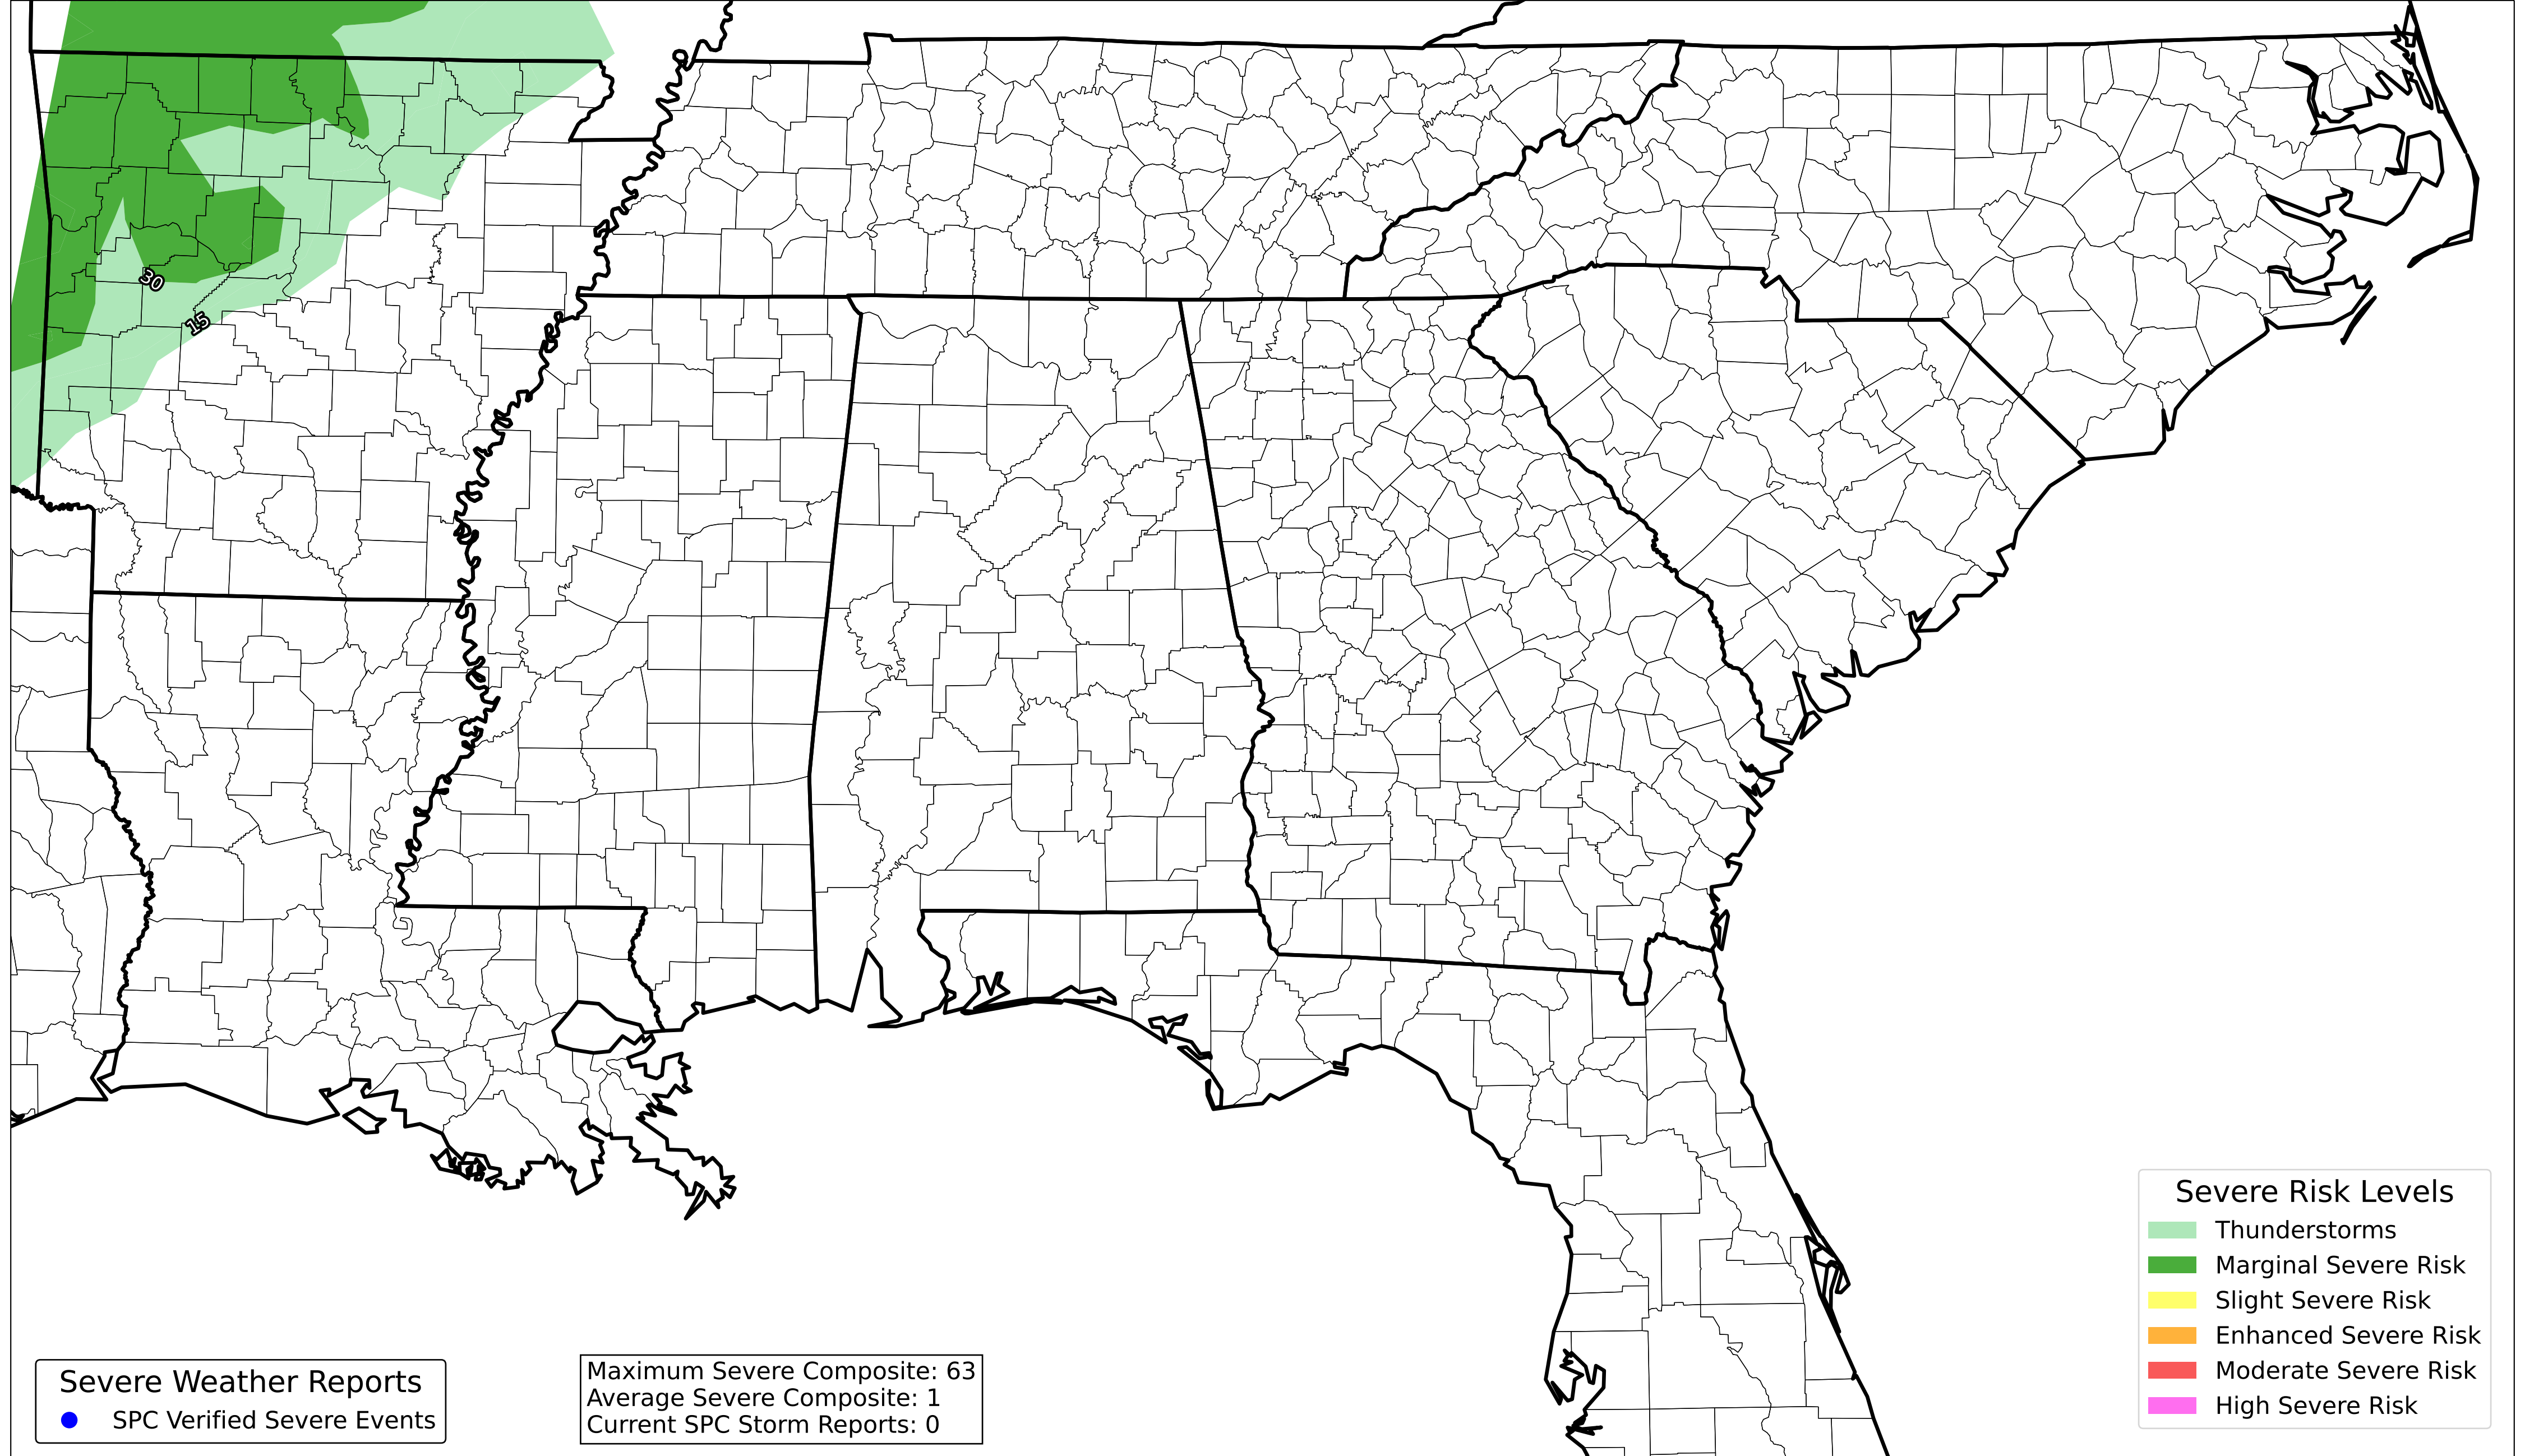 30
15
Severe Risk Levels
Thunderstorms
Marginal Severe Risk
Slight Severe Risk
Enhanced Severe Risk
Moderate Severe Risk
High Severe Risk
Severe Weather Reports
SPC Verified Severe Events
Maximum Severe Composite: 63
Average Severe Composite: 1
Current SPC Storm Reports: 0